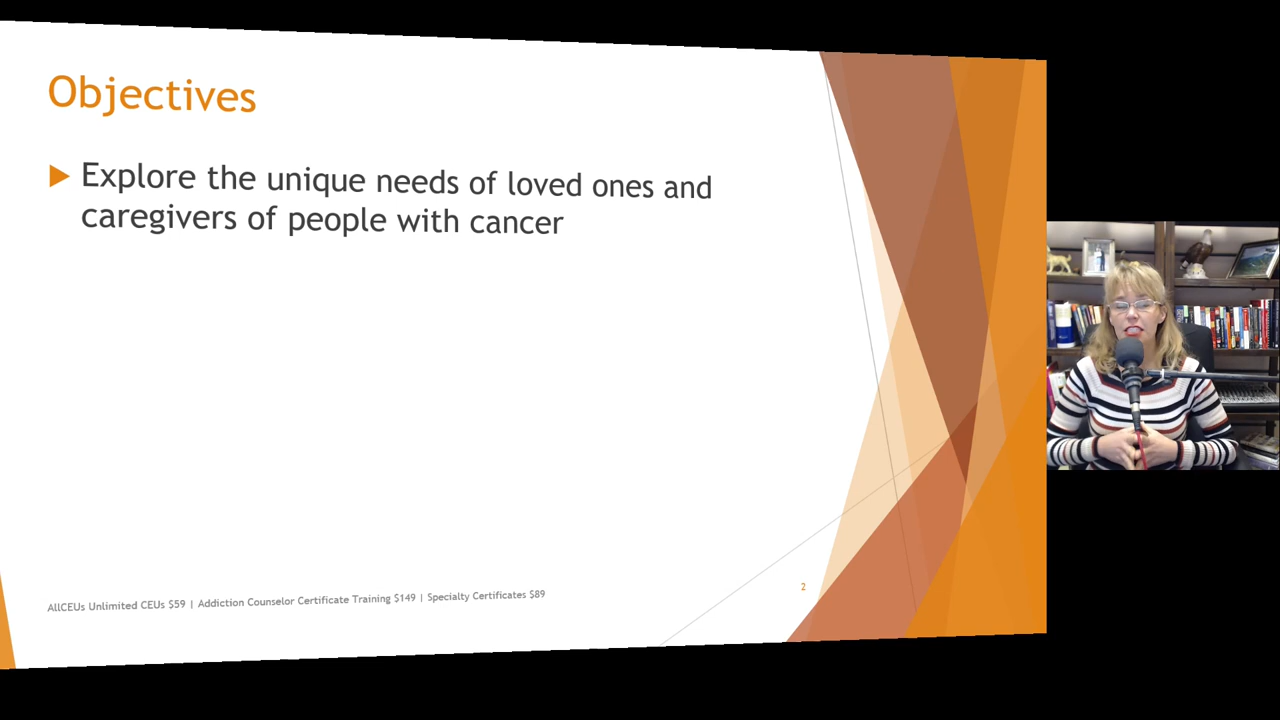 Objectives
Explore the unique needs of loved ones and
caregivers of people with cancer
AllCEUs Unlimited CEUs $59 | Addiction Counselor Certificate Training $149 | Specialty Certificates $89
2